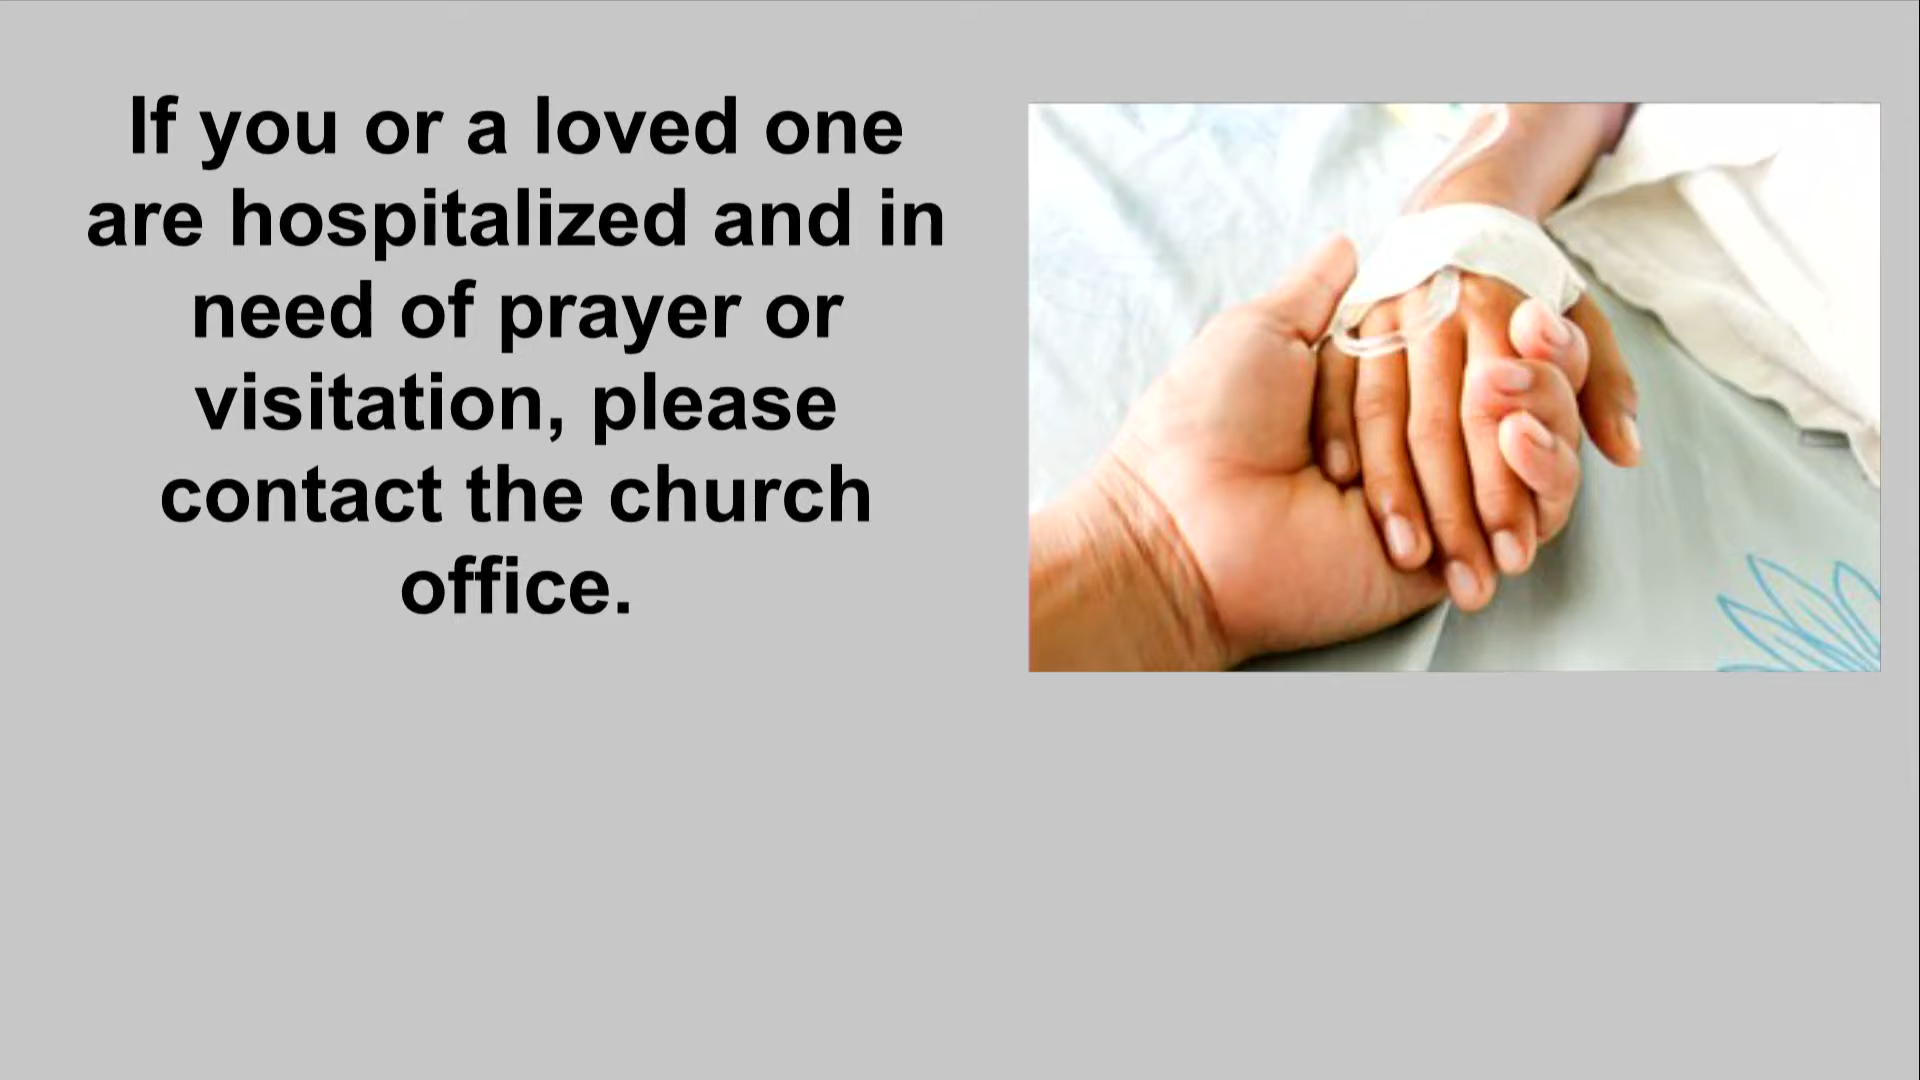 If you or a loved one
are hospitalized and in
need of prayer or
visitation, please
contact the church
office.